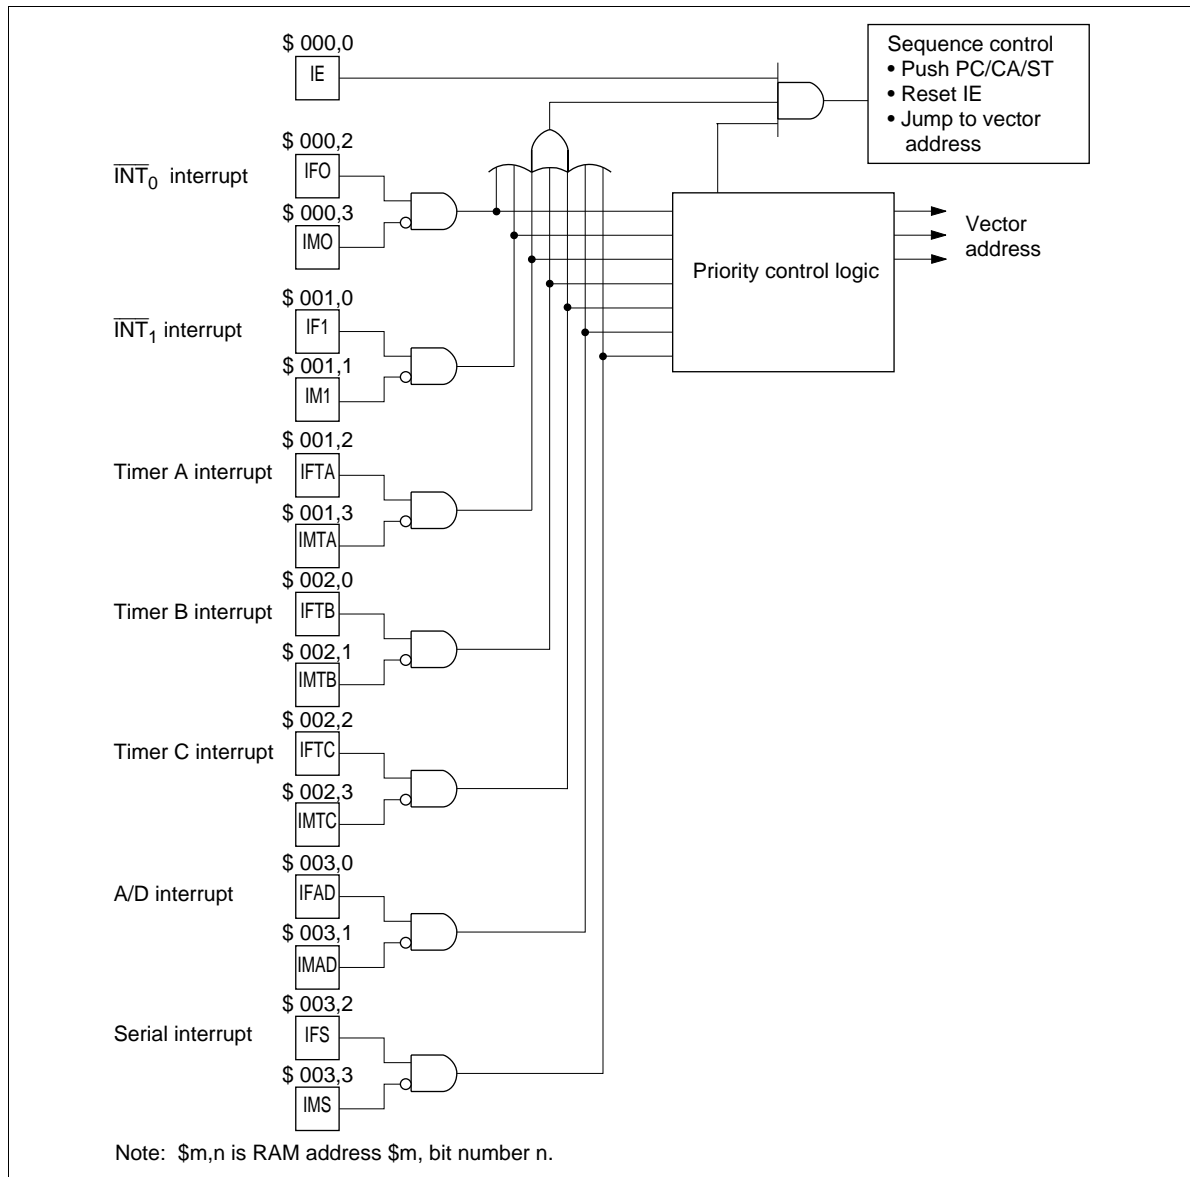 $ 000,0
IE
Sequence control
• Push PC/CA/ST
• Reset IE
• Jump to vector
address
$ 000,2
INT0 interrupt
IFO
$ 000,3
IMO
Priority control logic
Vector
address
$ 001,0
INT1 interrupt
IF1
$ 001,1
IM1
$ 001,2
Timer A interrupt
IFTA
$ 001,3
IMTA
$ 002,0
Timer B interrupt
IFTB
$ 002,1
IMTB
$ 002,2
Timer C interrupt
IFTC
$ 002,3
IMTC
$ 003,0
A/D interrupt
IFAD
$ 003,1
IMAD
$ 003,2
Serial interrupt
IFS
$ 003,3
IMS
Note: $m,n is RAM address $m, bit number n.